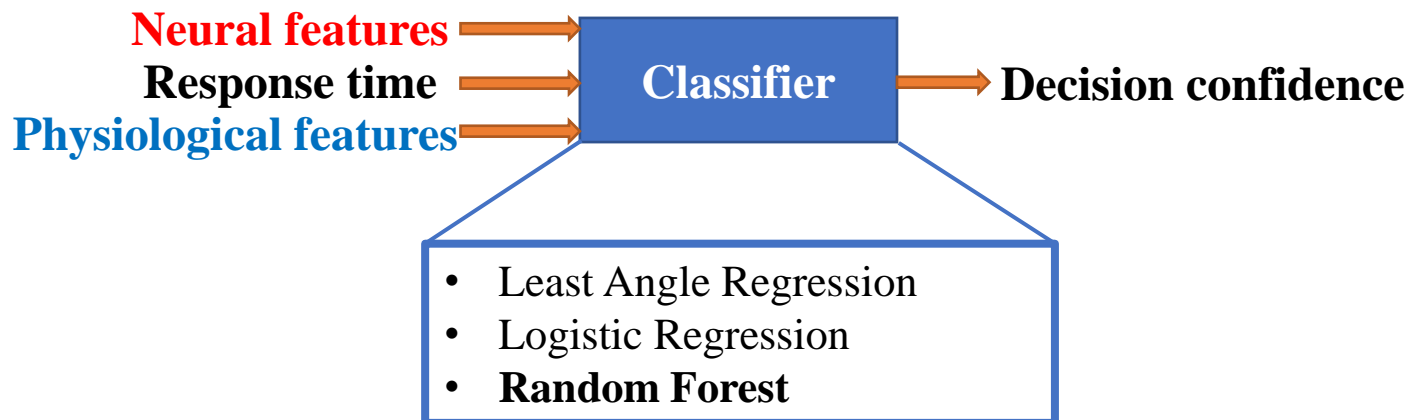 Neural features
Response time
Physiological features
Classifier
Decision confidence
• Least Angle Regression
• Logistic Regression
• Random Forest